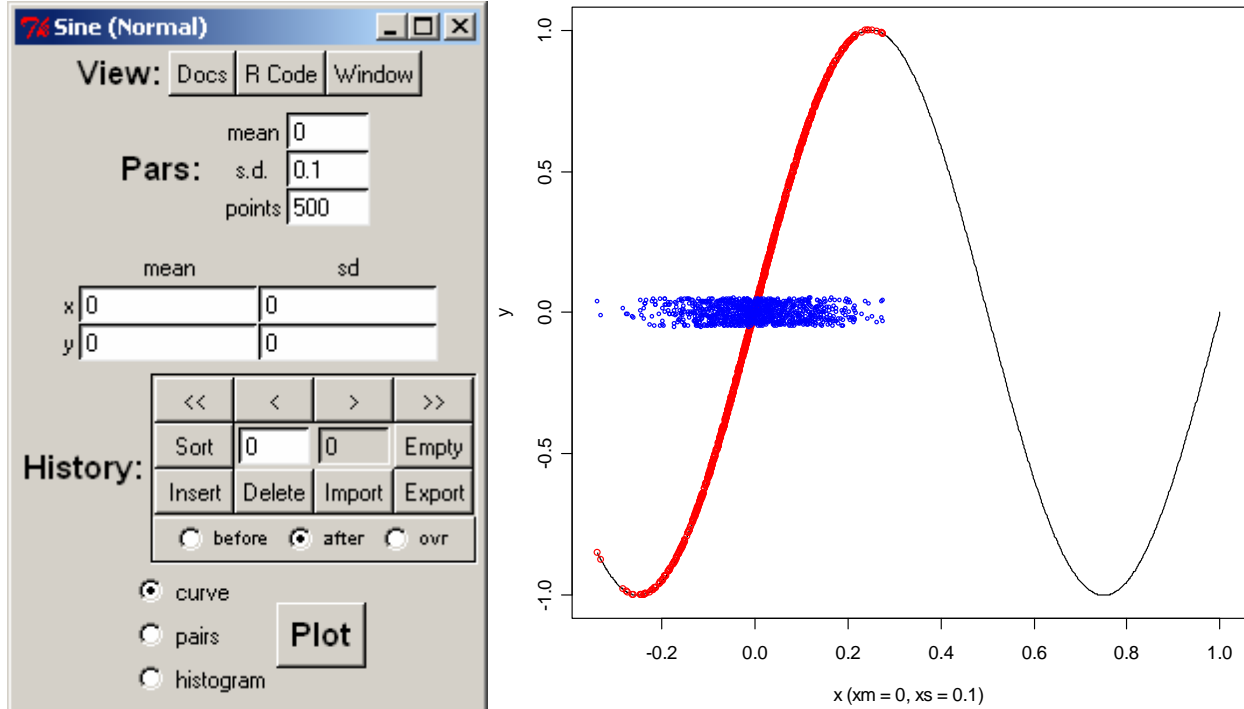 Sine (Normal)
View: Docs R Code Window
Pars:
mean 0
s.d. 0.1
points 500
mean sd
x 0 0
y 0 0
History:
<< < > >>
Sort 0 0 Empty
Insert Delete Import Export
before after ovr
curve
pairs
histogram
Plot
y
1.0
0.5
0.0
-0.5
-1.0
-0.2 0.0 0.2 0.4 0.6 0.8 1.0
x (xm = 0, xs = 0.1)